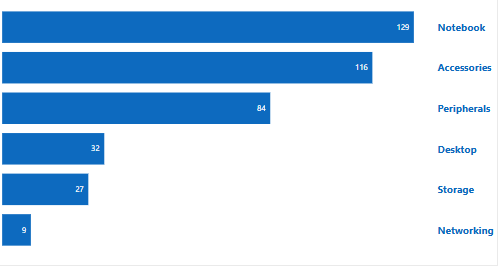 129 Notebook
116 Accessories
84 Peripherals
32 Desktop
27 Storage
9 Networking